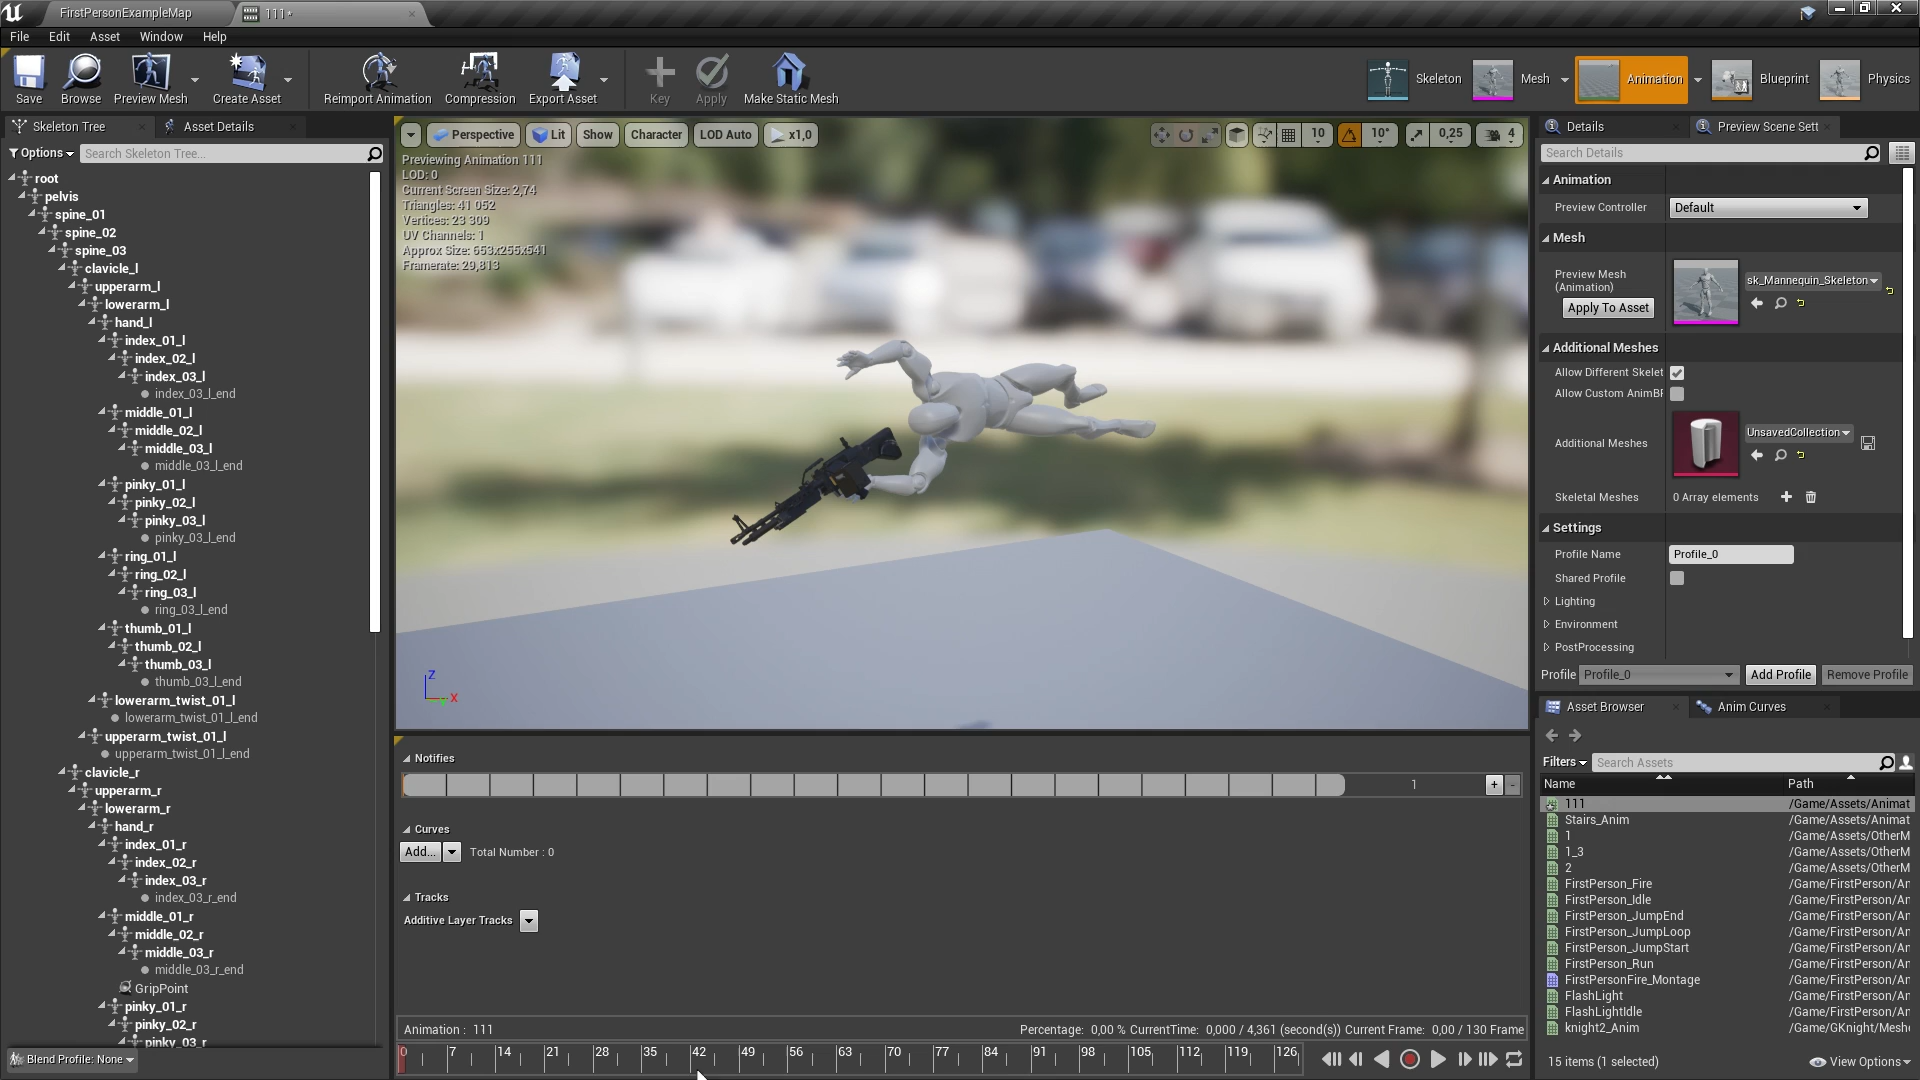 FirstPersonExampleMap
111*
File Edit Asset Window Help
Save
Browse
Preview Mesh
Create Asset
Reimport Animation
Compression
Export Asset
Key
Apply
Make Static Mesh
Skeleton
Mesh
Animation
Blueprint
Physics
Skeleton Tree
Asset Details
Options
Search Skeleton Tree...
root
pelvis
spine_01
spine_02
spine_03
clavicle_l
upperarm_l
lowerarm_l
hand_l
index_01_l
index_02_l
index_03_l
index_03_l_end
middle_01_l
middle_02_l
middle_03_l
middle_03_l_end
pinky_01_l
pinky_02_l
pinky_03_l
pinky_03_l_end
ring_01_l
ring_02_l
ring_03_l
ring_03_l_end
thumb_01_l
thumb_02_l
thumb_03_l
thumb_03_l_end
lowerarm_twist_01_l
lowerarm_twist_01_l_end
upperarm_twist_01_l
upperarm_twist_01_l_end
clavicle_r
upperarm_r
lowerarm_r
hand_r
index_01_r
index_02_r
index_03_r
index_03_r_end
middle_01_r
middle_02_r
middle_03_r
middle_03_r_end
GripPoint
pinky_01_r
pinky_02_r
pinky_03_r
Blend Profile: None
Perspective Lit Show Character LOD Auto x1,0
10 10° 0,25 4
Previewing Animation 111
LOD: 0
Current Screen Size: 2,74
Triangles: 41 052
Vertices: 23 309
UV Channels: 1
Approx Size: 653x255x541
Framerate: 29,813
Z
X
Notifies
1
+ -
Curves
Add... Total Number : 0
Tracks
Additive Layer Tracks
Animation : 111 Percentage: 0,00 % CurrentTime: 0,000 / 4,361 (second(s)) Current Frame: 0,00 / 130 Frame
0 7 14 21 28 35 42 49 56 63 70 77 84 91 98 105 112 119 126
Details
Preview Scene Sett
Search Details
Animation
Preview Controller Default
Mesh
Preview Mesh
(Animation)
Apply To Asset
sk_Mannequin_Skeleton
Additional Meshes
Allow Different Skelet
Allow Custom AnimBF
Additional Meshes
UnsavedCollection
Skeletal Meshes 0 Array elements
Settings
Profile Name Profile_0
Shared Profile
Lighting
Environment
PostProcessing
Profile Profile_0 Add Profile Remove Profile
Asset Browser
Anim Curves
Filters Search Assets
Name Path
111 /Game/Assets/Animat
Stairs_Anim /Game/Assets/Animat
1 /Game/Assets/OtherM
1_3 /Game/Assets/OtherM
2 /Game/Assets/OtherM
FirstPerson_Fire /Game/FirstPerson/An
FirstPerson_Idle /Game/FirstPerson/An
FirstPerson_JumpEnd /Game/FirstPerson/An
FirstPerson_JumpLoop /Game/FirstPerson/An
FirstPerson_JumpStart /Game/FirstPerson/An
FirstPerson_Run /Game/FirstPerson/An
FirstPersonFire_Montage /Game/FirstPerson/An
FlashLight /Game/FirstPerson/An
FlashLightIdle /Game/FirstPerson/An
knight2_Anim /Game/GKnight/Meshe
15 items (1 selected) View Options